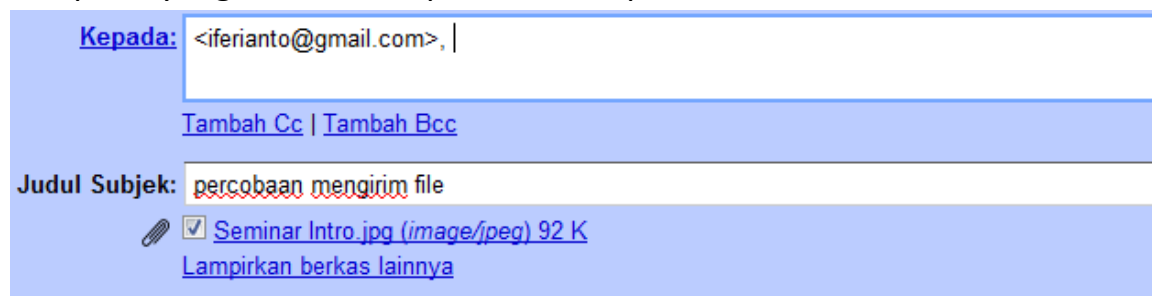 Kepada: <iferianto@gmail.com>,
Tambah Cc | Tambah Bcc
Judul Subjek: percobaan mengirim file
Seminar Intro.jpg (image/jpeg) 92 K
Lampirkan berkas lainnya